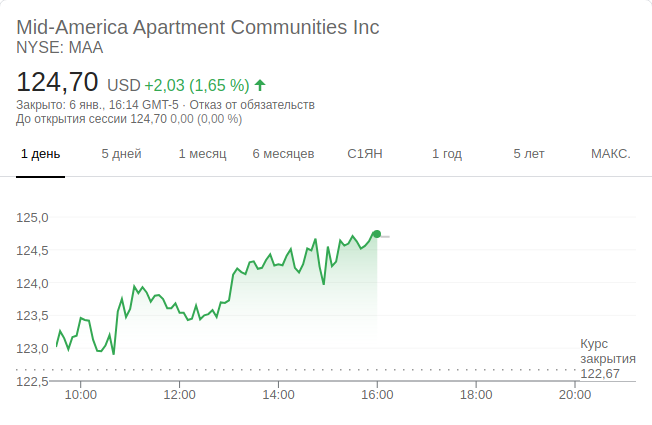 Mid-America Apartment Communities Inc
NYSE: MAA
124,70 USD +2,03 (1,65 %)
Закрыто: 6 янв., 16:14 GMT-5 · Отказ от обязательств
До открытия сессии 124,70 0,00 (0,00 %)
1 день 5 дней 1 месяц 6 месяцев С1ЯН 1 год 5 лет МАКС.
125,0
124,5
124,0
123,5
123,0
122,5
Курс
закрытия
122,67
10:00 12:00 14:00 16:00 18:00 20:00